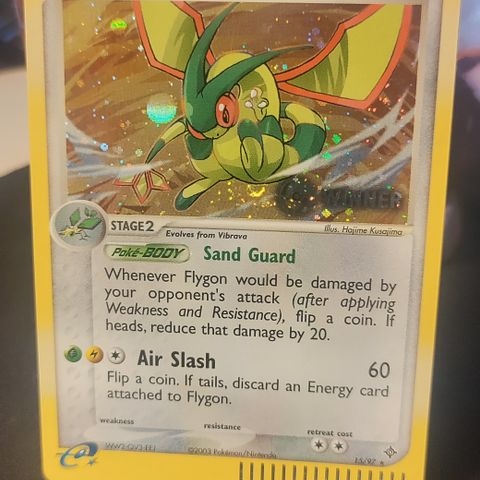 WINNER
Illus. Hajime Kusajima
STAGE2
Evolves from Vibrava
Poké-BODY Sand Guard
Whenever Flygon would be damaged by
your opponent's attack (after applying
Weakness and Resistance), flip a coin. If
heads, reduce that damage by 20.
Air Slash 60
Flip a coin. If tails, discard an Energy card
attached to Flygon.
weakness resistance retreat cost
©2003 Pokémon/Nintendo
15/97